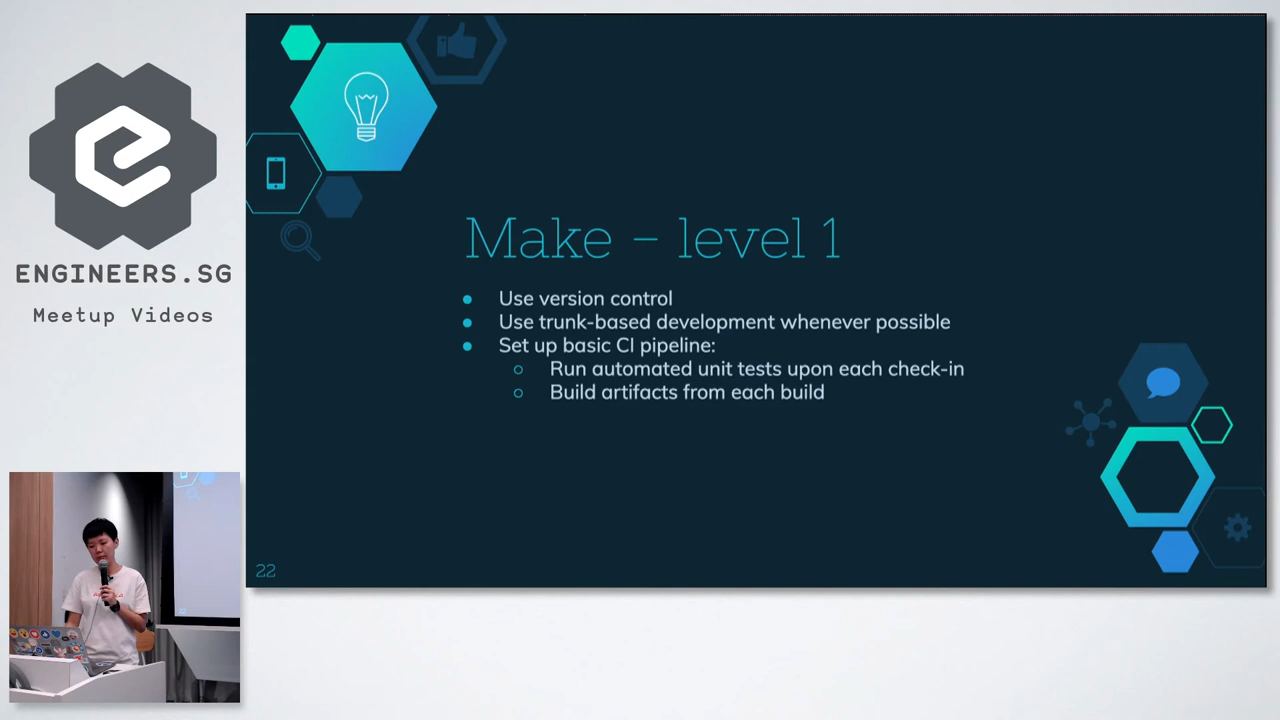 ENGINEERS.SG
Meetup Videos
Make – level 1
Use version control
Use trunk-based development whenever possible
Set up basic CI pipeline:
Run automated unit tests upon each check-in
Build artifacts from each build
22